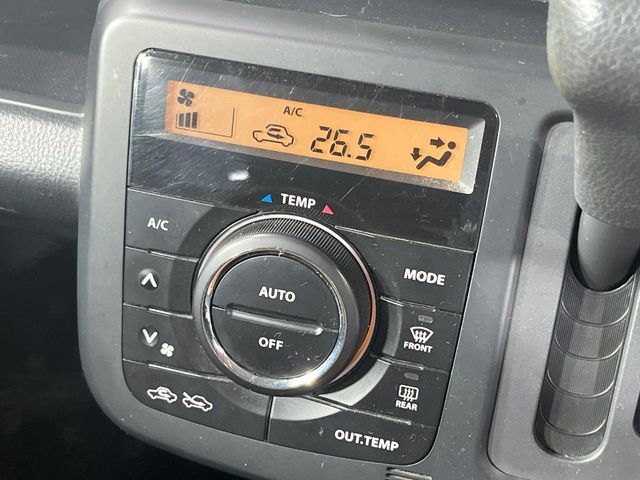 A/C
26.5
TEMP
A/C
MODE
AUTO
OFF
FRONT
REAR
OUT.TEMP